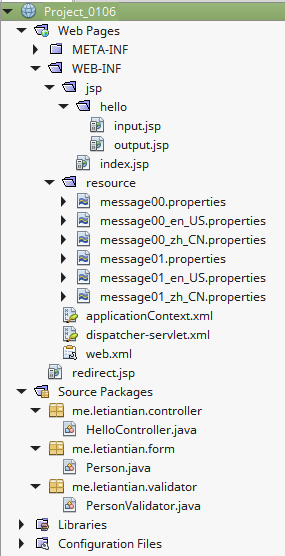 Project_0106
Web Pages
META-INF
WEB-INF
jsp
hello
input.jsp
output.jsp
index.jsp
resource
message00.properties
message00_en_US.properties
message00_zh_CN.properties
message01.properties
message01_en_US.properties
message01_zh_CN.properties
applicationContext.xml
dispatcher-servlet.xml
web.xml
redirect.jsp
Source Packages
me.letiantian.controller
HelloController.java
me.letiantian.form
Person.java
me.letiantian.validator
PersonValidator.java
Libraries
Configuration Files